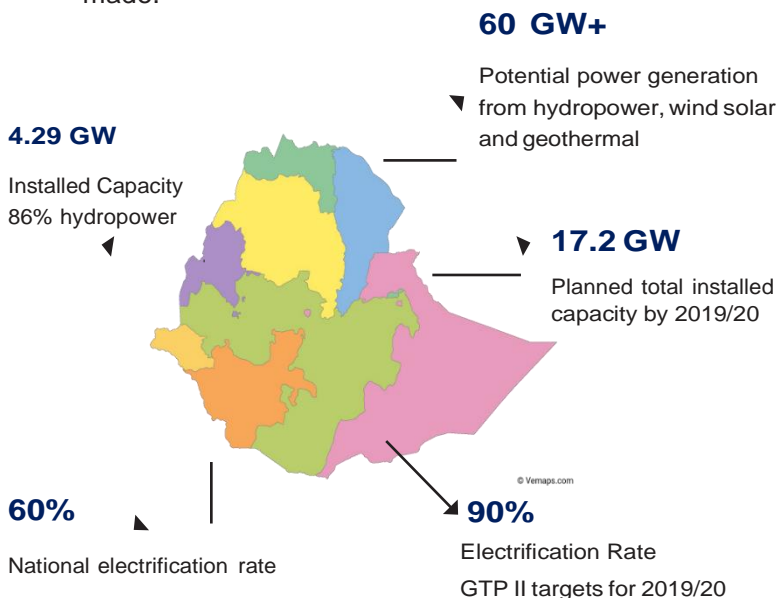 made.
60 GW+
Potential power generation
from hydropower, wind solar
and geothermal
4.29 GW
Installed Capacity
86% hydropower
17.2 GW
Planned total installed
capacity by 2019/20
© Vemaps.com
60%
National electrification rate
90%
Electrification Rate
GTP II targets for 2019/20